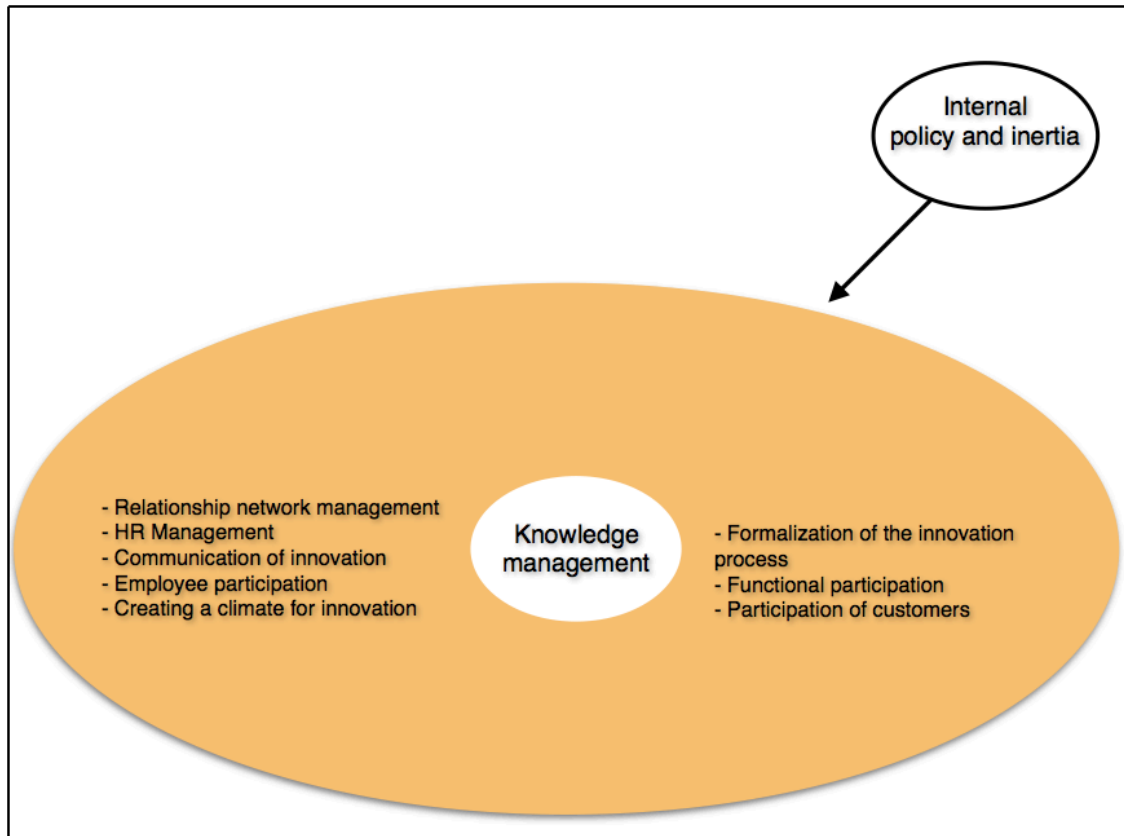 Internal
policy and inertia
- Relationship network management
- HR Management
- Communication of innovation
- Employee participation
- Creating a climate for innovation
Knowledge
management
- Formalization of the innovation
process
- Functional participation
- Participation of customers